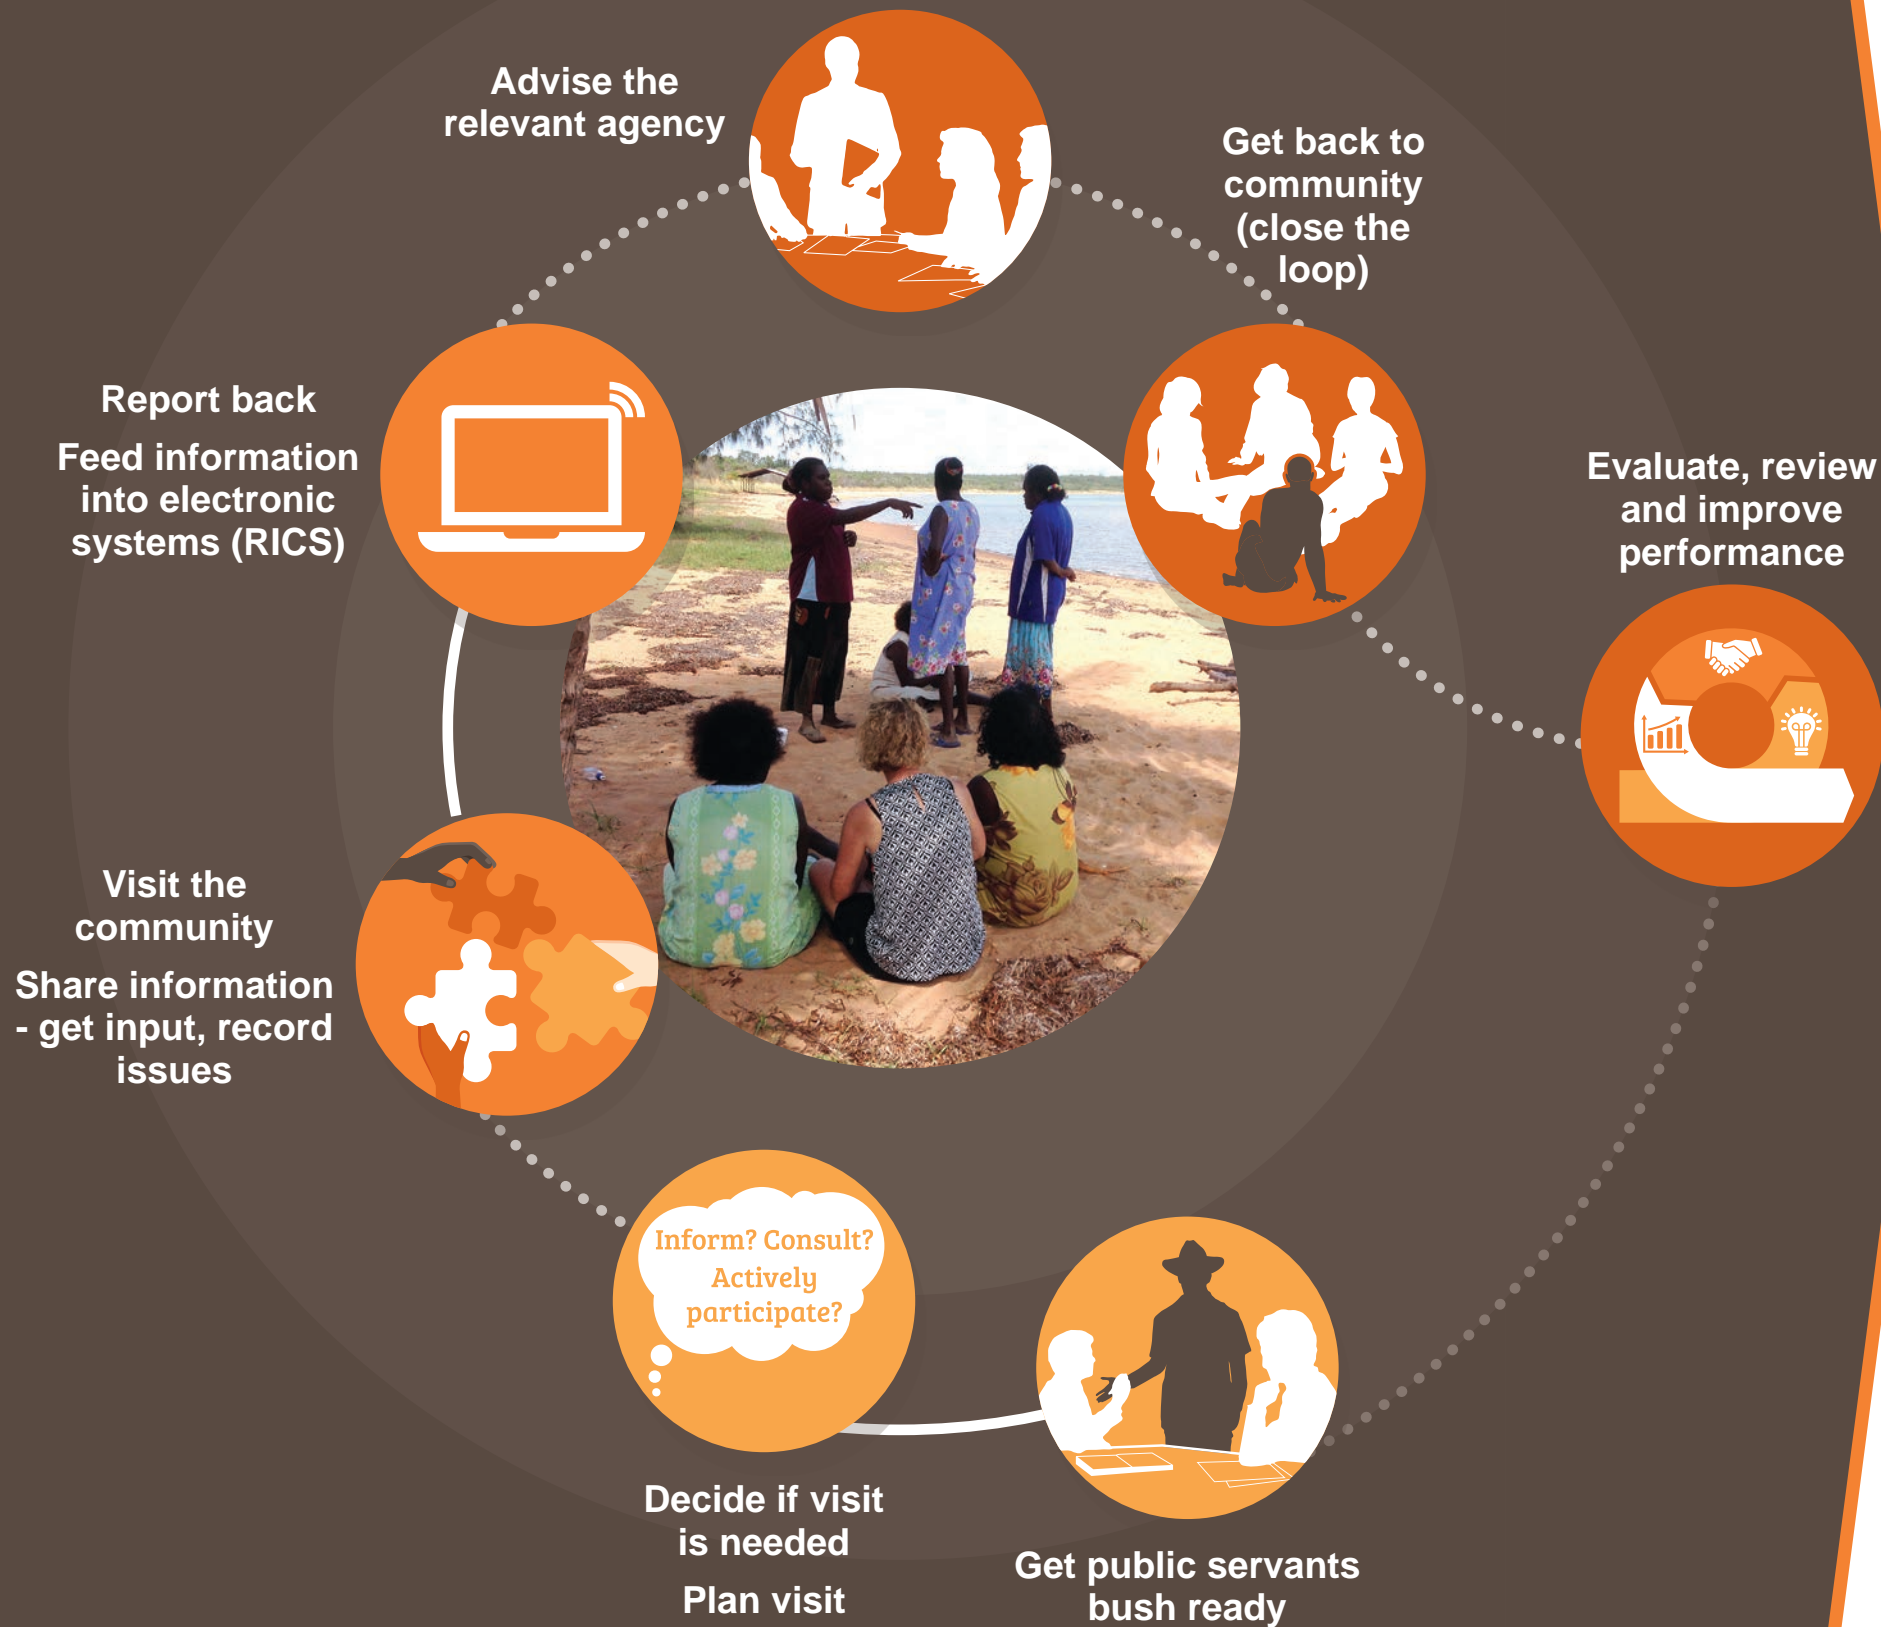 Advise the
relevant agency
Get back to
community
(close the
loop)
Report back
Feed information
into electronic
systems (RICS)
Evaluate, review
and improve
performance
Visit the
community
Share information
- get input, record
issues
Inform? Consult?
Actively
participate?
Decide if visit
is needed
Plan visit
Get public servants
bush ready